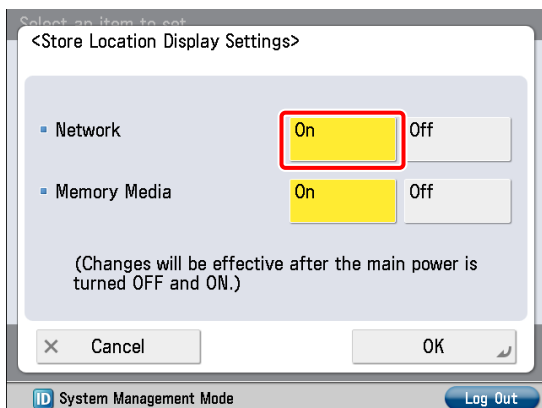 Select an item to set.
<Store Location Display Settings>
Network On Off
Memory Media On Off
(Changes will be effective after the main power is
turned OFF and ON.)
Cancel OK
ID System Management Mode Log Out